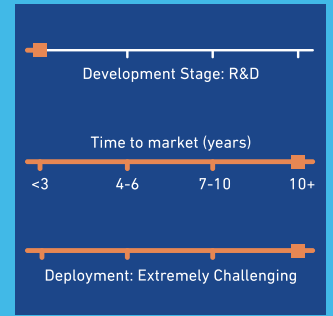 Development Stage: R&D
Time to market (years)
<3 4-6 7-10 10+
Deployment: Extremely Challenging